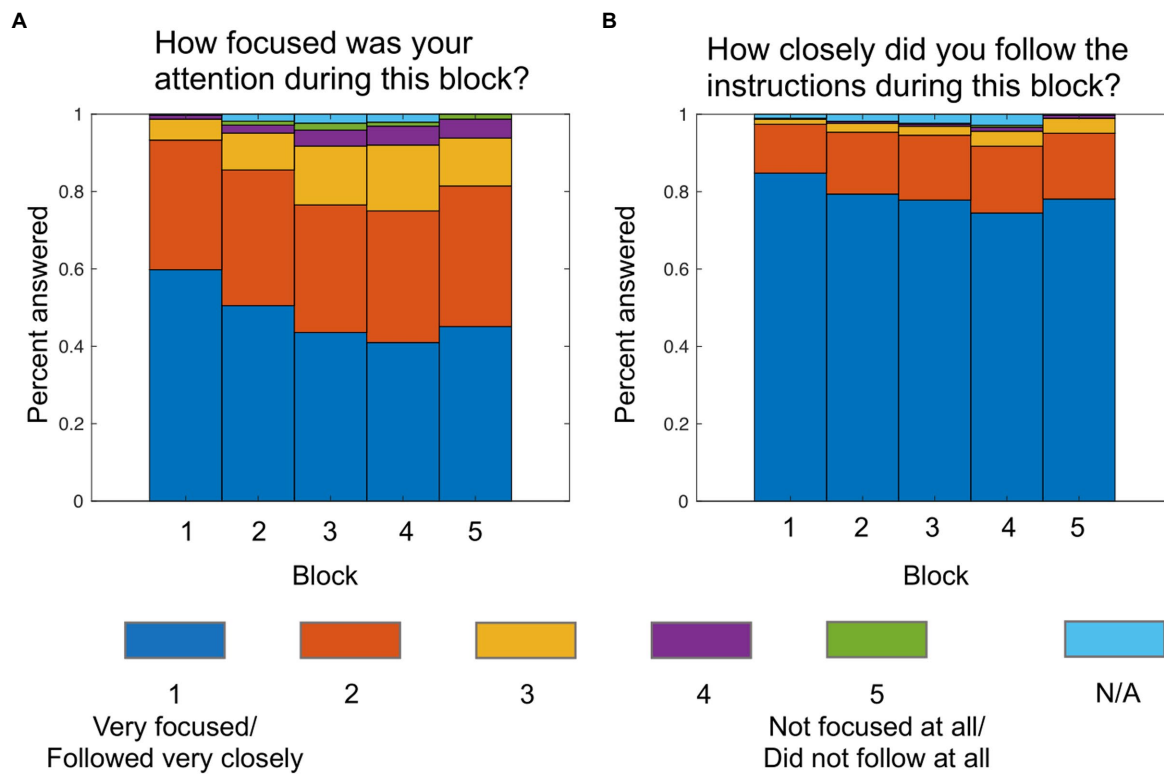 A
How focused was your
attention during this block?
Percent answered
1
0.8
0.6
0.4
0.2
0
1 2 3 4 5
Block
B
How closely did you follow the
instructions during this block?
Percent answered
1
0.8
0.6
0.4
0.2
0
1 2 3 4 5
Block
1 2 3 4 5 N/A
Very focused/
Followed very closely
Not focused at all/
Did not follow at all